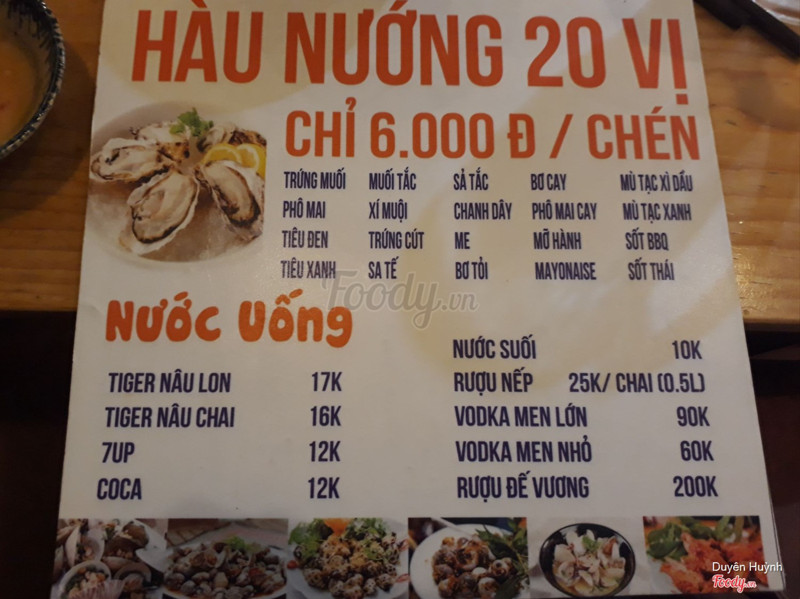 HÀU NƯỚNG 20 VỊ
CHỈ 6.000 Đ / CHÉN
TRỨNG MUỐI MUỐI TẮC SẢ TẮC BƠ CAY MÙ TẠC XÌ DẦU
PHÔ MAI XÍ MUỘI CHANH DÂY PHÔ MAI CAY MÙ TẠC XANH
TIÊU ĐEN TRỨNG CÚT ME MỠ HÀNH SỐT BBQ
TIÊU XANH SA TẾ BƠ TỎI MAYONAISE SỐT THÁI
Foody.vn
NƯỚC UỐNG
TIGER NÂU LON 17K
TIGER NÂU CHAI 16K
7UP 12K
COCA 12K
NƯỚC SUỐI 10K
RƯỢU NẾP 25K/ CHAI (0.5L)
VODKA MEN LỚN 90K
VODKA MEN NHỎ 60K
RƯỢU ĐẾ VƯƠNG 200K
Duyên Huỳnh
Foody.vn